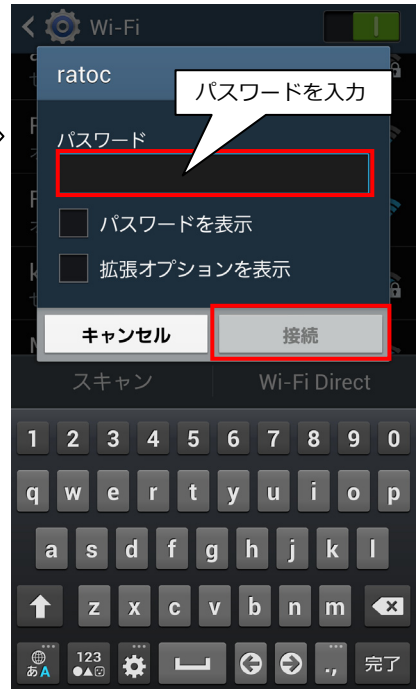 Wi-Fi
ratoc
パスワードを入力
パスワード
パスワードを表示
拡張オプションを表示
キャンセル
接続
スキャン
Wi-Fi Direct
1 2 3 4 5 6 7 8 9 0
q w e r t y u i o p
a s d f g h j k l
z x c v b n m
あA
123
●▲☺
.,
完了